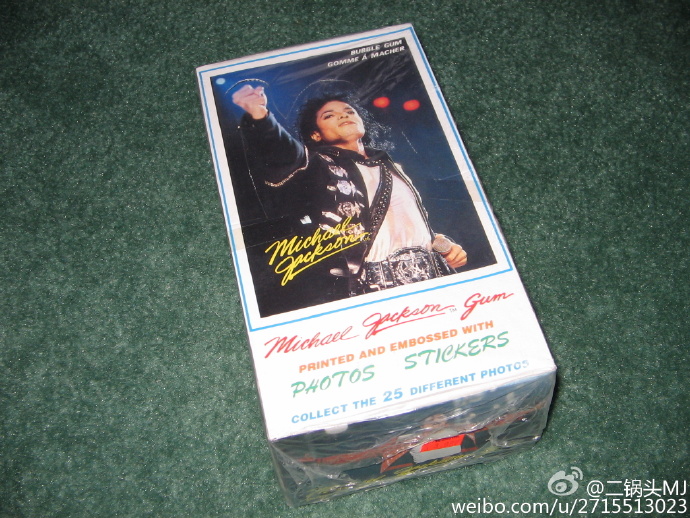 BUBBLE GUM
GOMME À MACHER
Michael
Jackson
Michael Jackson™ Gum
PRINTED AND EMBOSSED WITH
PHOTOS STICKERS
COLLECT THE 25 DIFFERENT PHOTOS
@二锅头MJ
weibo.com/u/2715513023